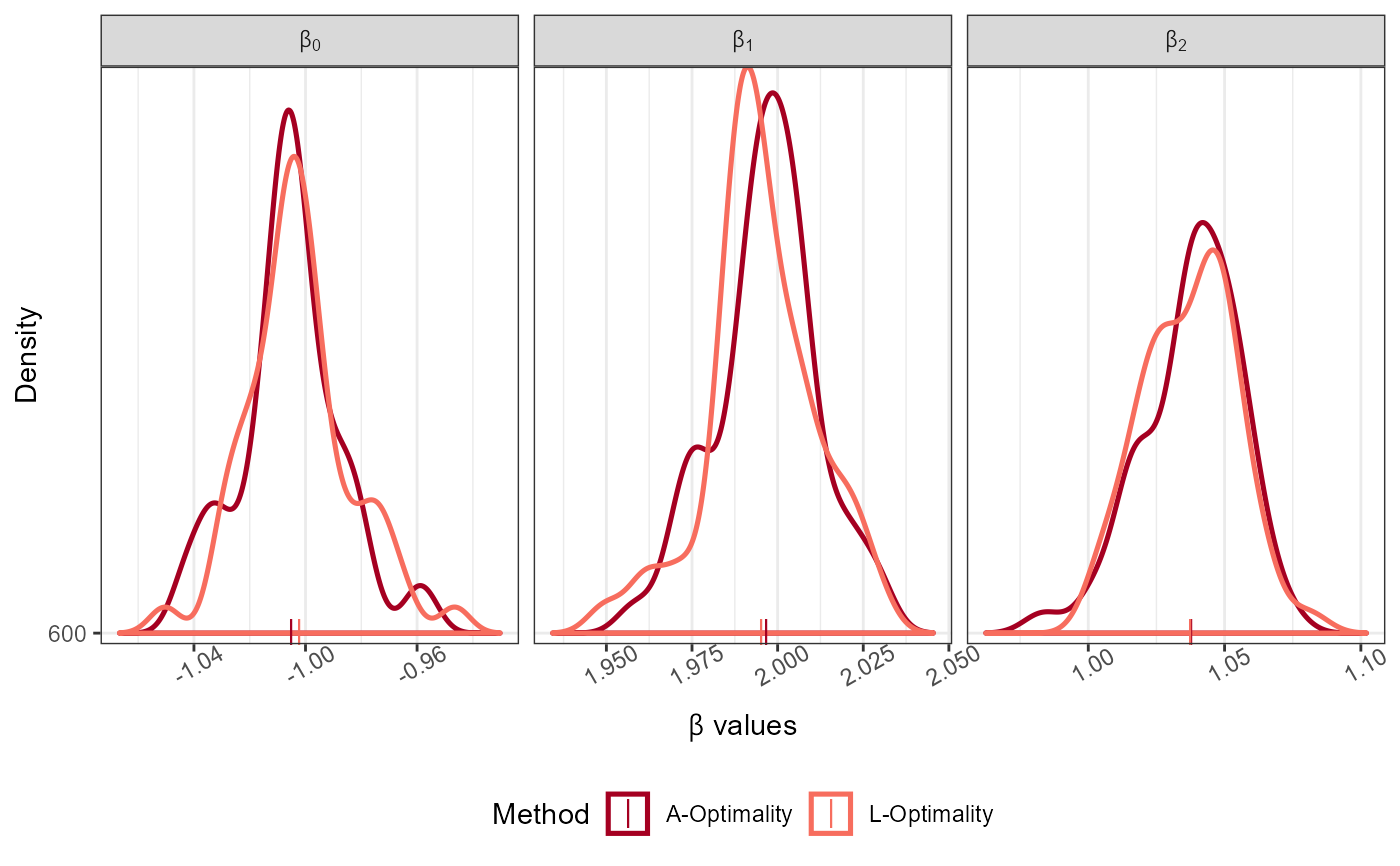 β₀ β₁ β₂
Density
600
-1.04 -1.00 -0.96 1.950 1.975 2.000 2.025 2.050 1.00 1.05 1.10
β values
Method A-Optimality L-Optimality